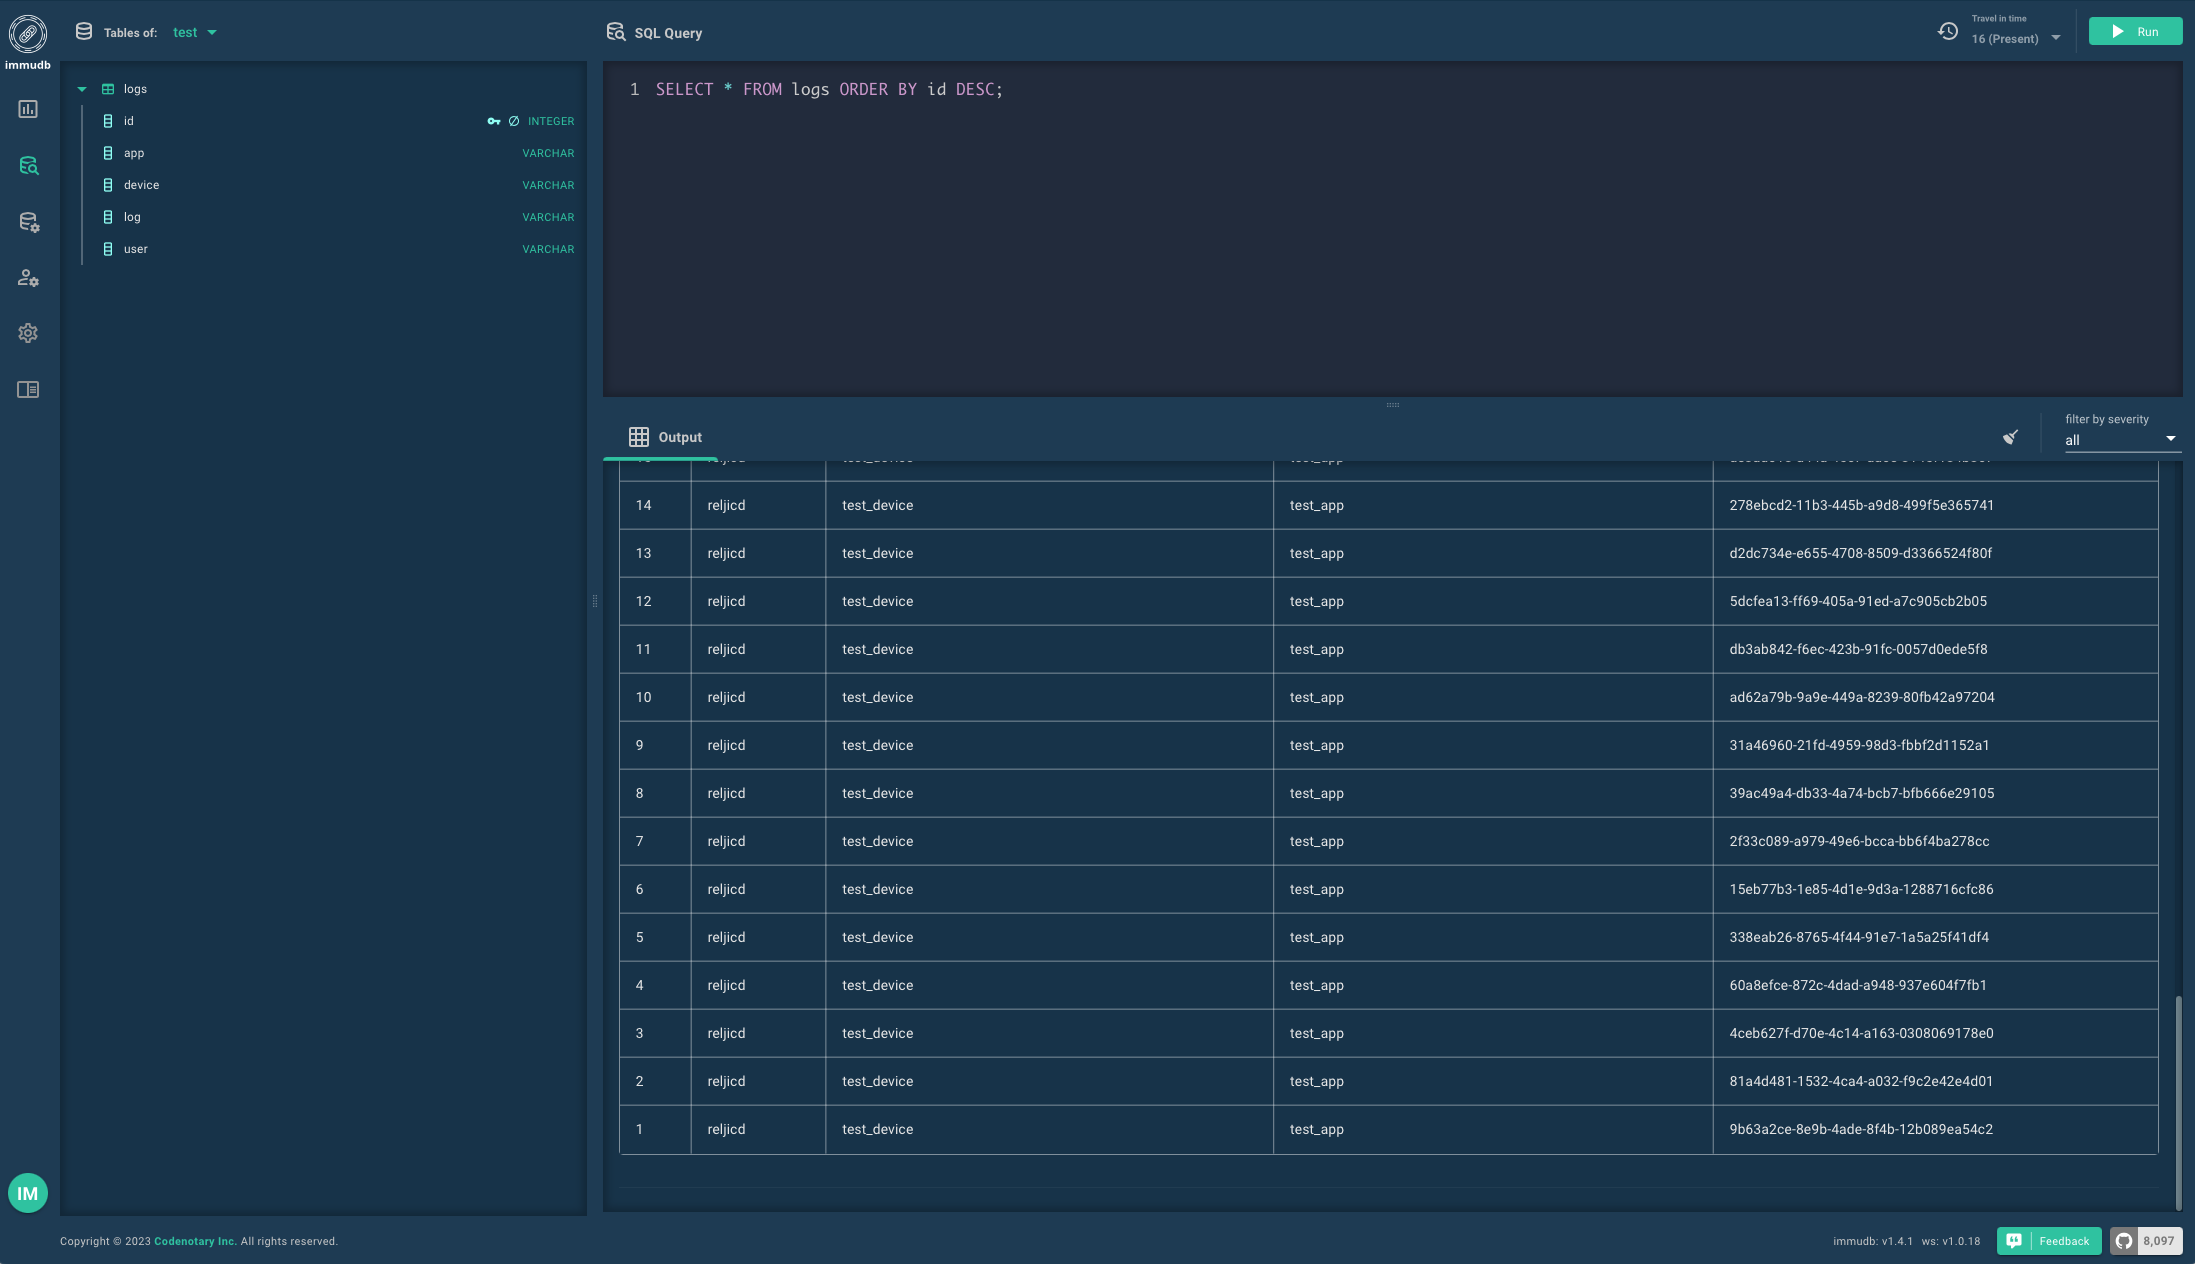 immudb
Tables of: test
SQL Query
Travel in time
16 (Present)
Run
logs
id INTEGER
app VARCHAR
device VARCHAR
log VARCHAR
user VARCHAR
1 SELECT * FROM logs ORDER BY id DESC;
Output
filter by severity
all
14 reljicd test_device test_app 278ebcd2-11b3-445b-a9d8-499f5e365741
13 reljicd test_device test_app d2dc734e-e655-4708-8509-d3366524f80f
12 reljicd test_device test_app 5dcfea13-ff69-405a-91ed-a7c905cb2b05
11 reljicd test_device test_app db3ab842-f6ec-423b-91fc-0057d0ede5f8
10 reljicd test_device test_app ad62a79b-9a9e-449a-8239-80fb42a97204
9 reljicd test_device test_app 31a46960-21fd-4959-98d3-fbbf2d1152a1
8 reljicd test_device test_app 39ac49a4-db33-4a74-bcb7-bfb666e29105
7 reljicd test_device test_app 2f33c089-a979-49e6-bcca-bb6f4ba278cc
6 reljicd test_device test_app 15eb77b3-1e85-4d1e-9d3a-1288716cfc86
5 reljicd test_device test_app 338eab26-8765-4f44-91e7-1a5a25f41df4
4 reljicd test_device test_app 60a8efce-872c-4dad-a948-937e604f7fb1
3 reljicd test_device test_app 4ceb627f-d70e-4c14-a163-0308069178e0
2 reljicd test_device test_app 81a4d481-1532-4ca4-a032-f9c2e42e4d01
1 reljicd test_device test_app 9b63a2ce-8e9b-4ade-8f4b-12b089ea54c2
IM
Copyright © 2023 Codenotary Inc. All rights reserved.
immudb: v1.4.1 ws: v1.0.18
Feedback
8,097